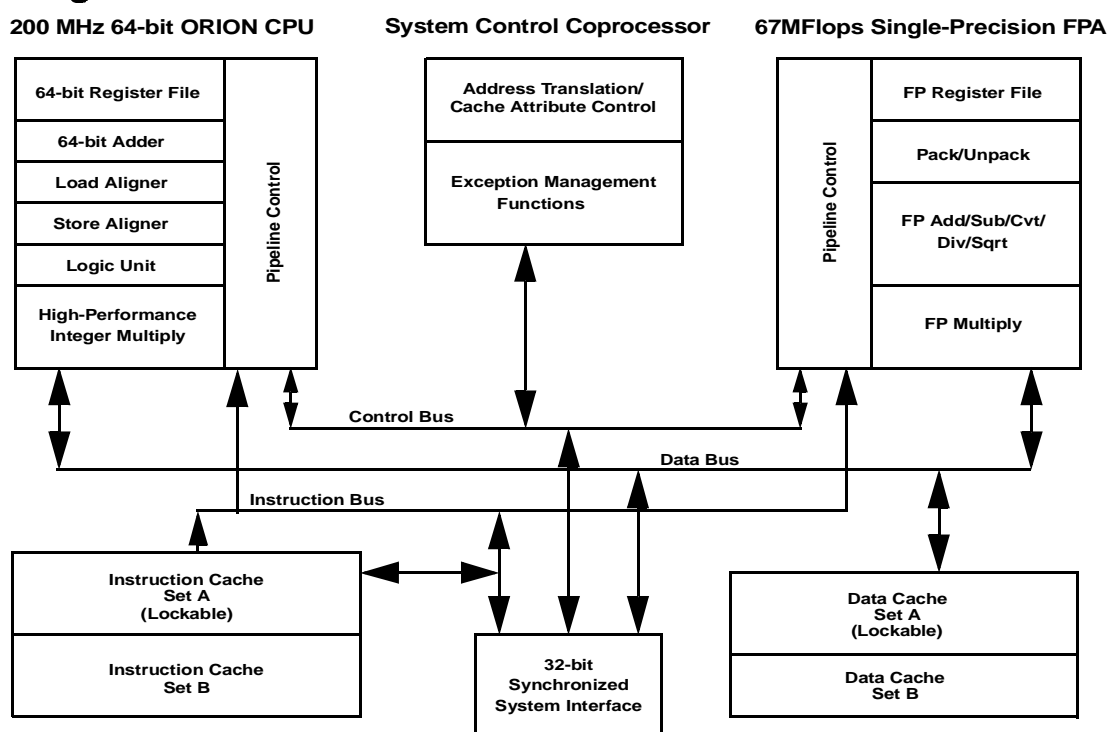 200 MHz 64-bit ORION CPU
System Control Coprocessor
67MFlops Single-Precision FPA
64-bit Register File
64-bit Adder
Load Aligner
Store Aligner
Logic Unit
High-Performance
Integer Multiply
Pipeline Control
Address Translation/
Cache Attribute Control
Exception Management
Functions
Pipeline Control
FP Register File
Pack/Unpack
FP Add/Sub/Cvt/
Div/Sqrt
FP Multiply
Control Bus
Data Bus
Instruction Bus
Instruction Cache
Set A
(Lockable)
Instruction Cache
Set B
32-bit
Synchronized
System Interface
Data Cache
Set A
(Lockable)
Data Cache
Set B